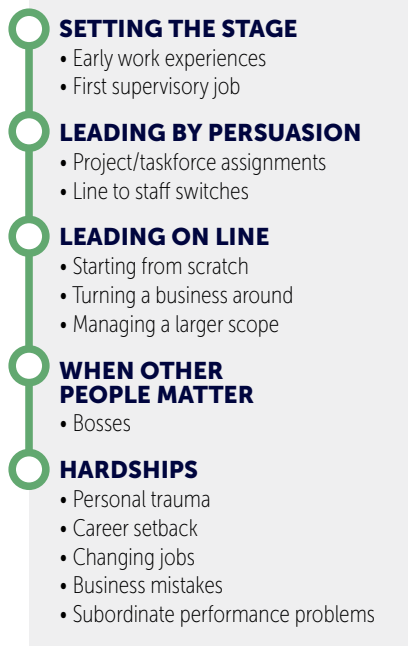 SETTING THE STAGE
• Early work experiences
• First supervisory job
LEADING BY PERSUASION
• Project/taskforce assignments
• Line to staff switches
LEADING ON LINE
• Starting from scratch
• Turning a business around
• Managing a larger scope
WHEN OTHER
PEOPLE MATTER
• Bosses
HARDSHIPS
• Personal trauma
• Career setback
• Changing jobs
• Business mistakes
• Subordinate performance problems